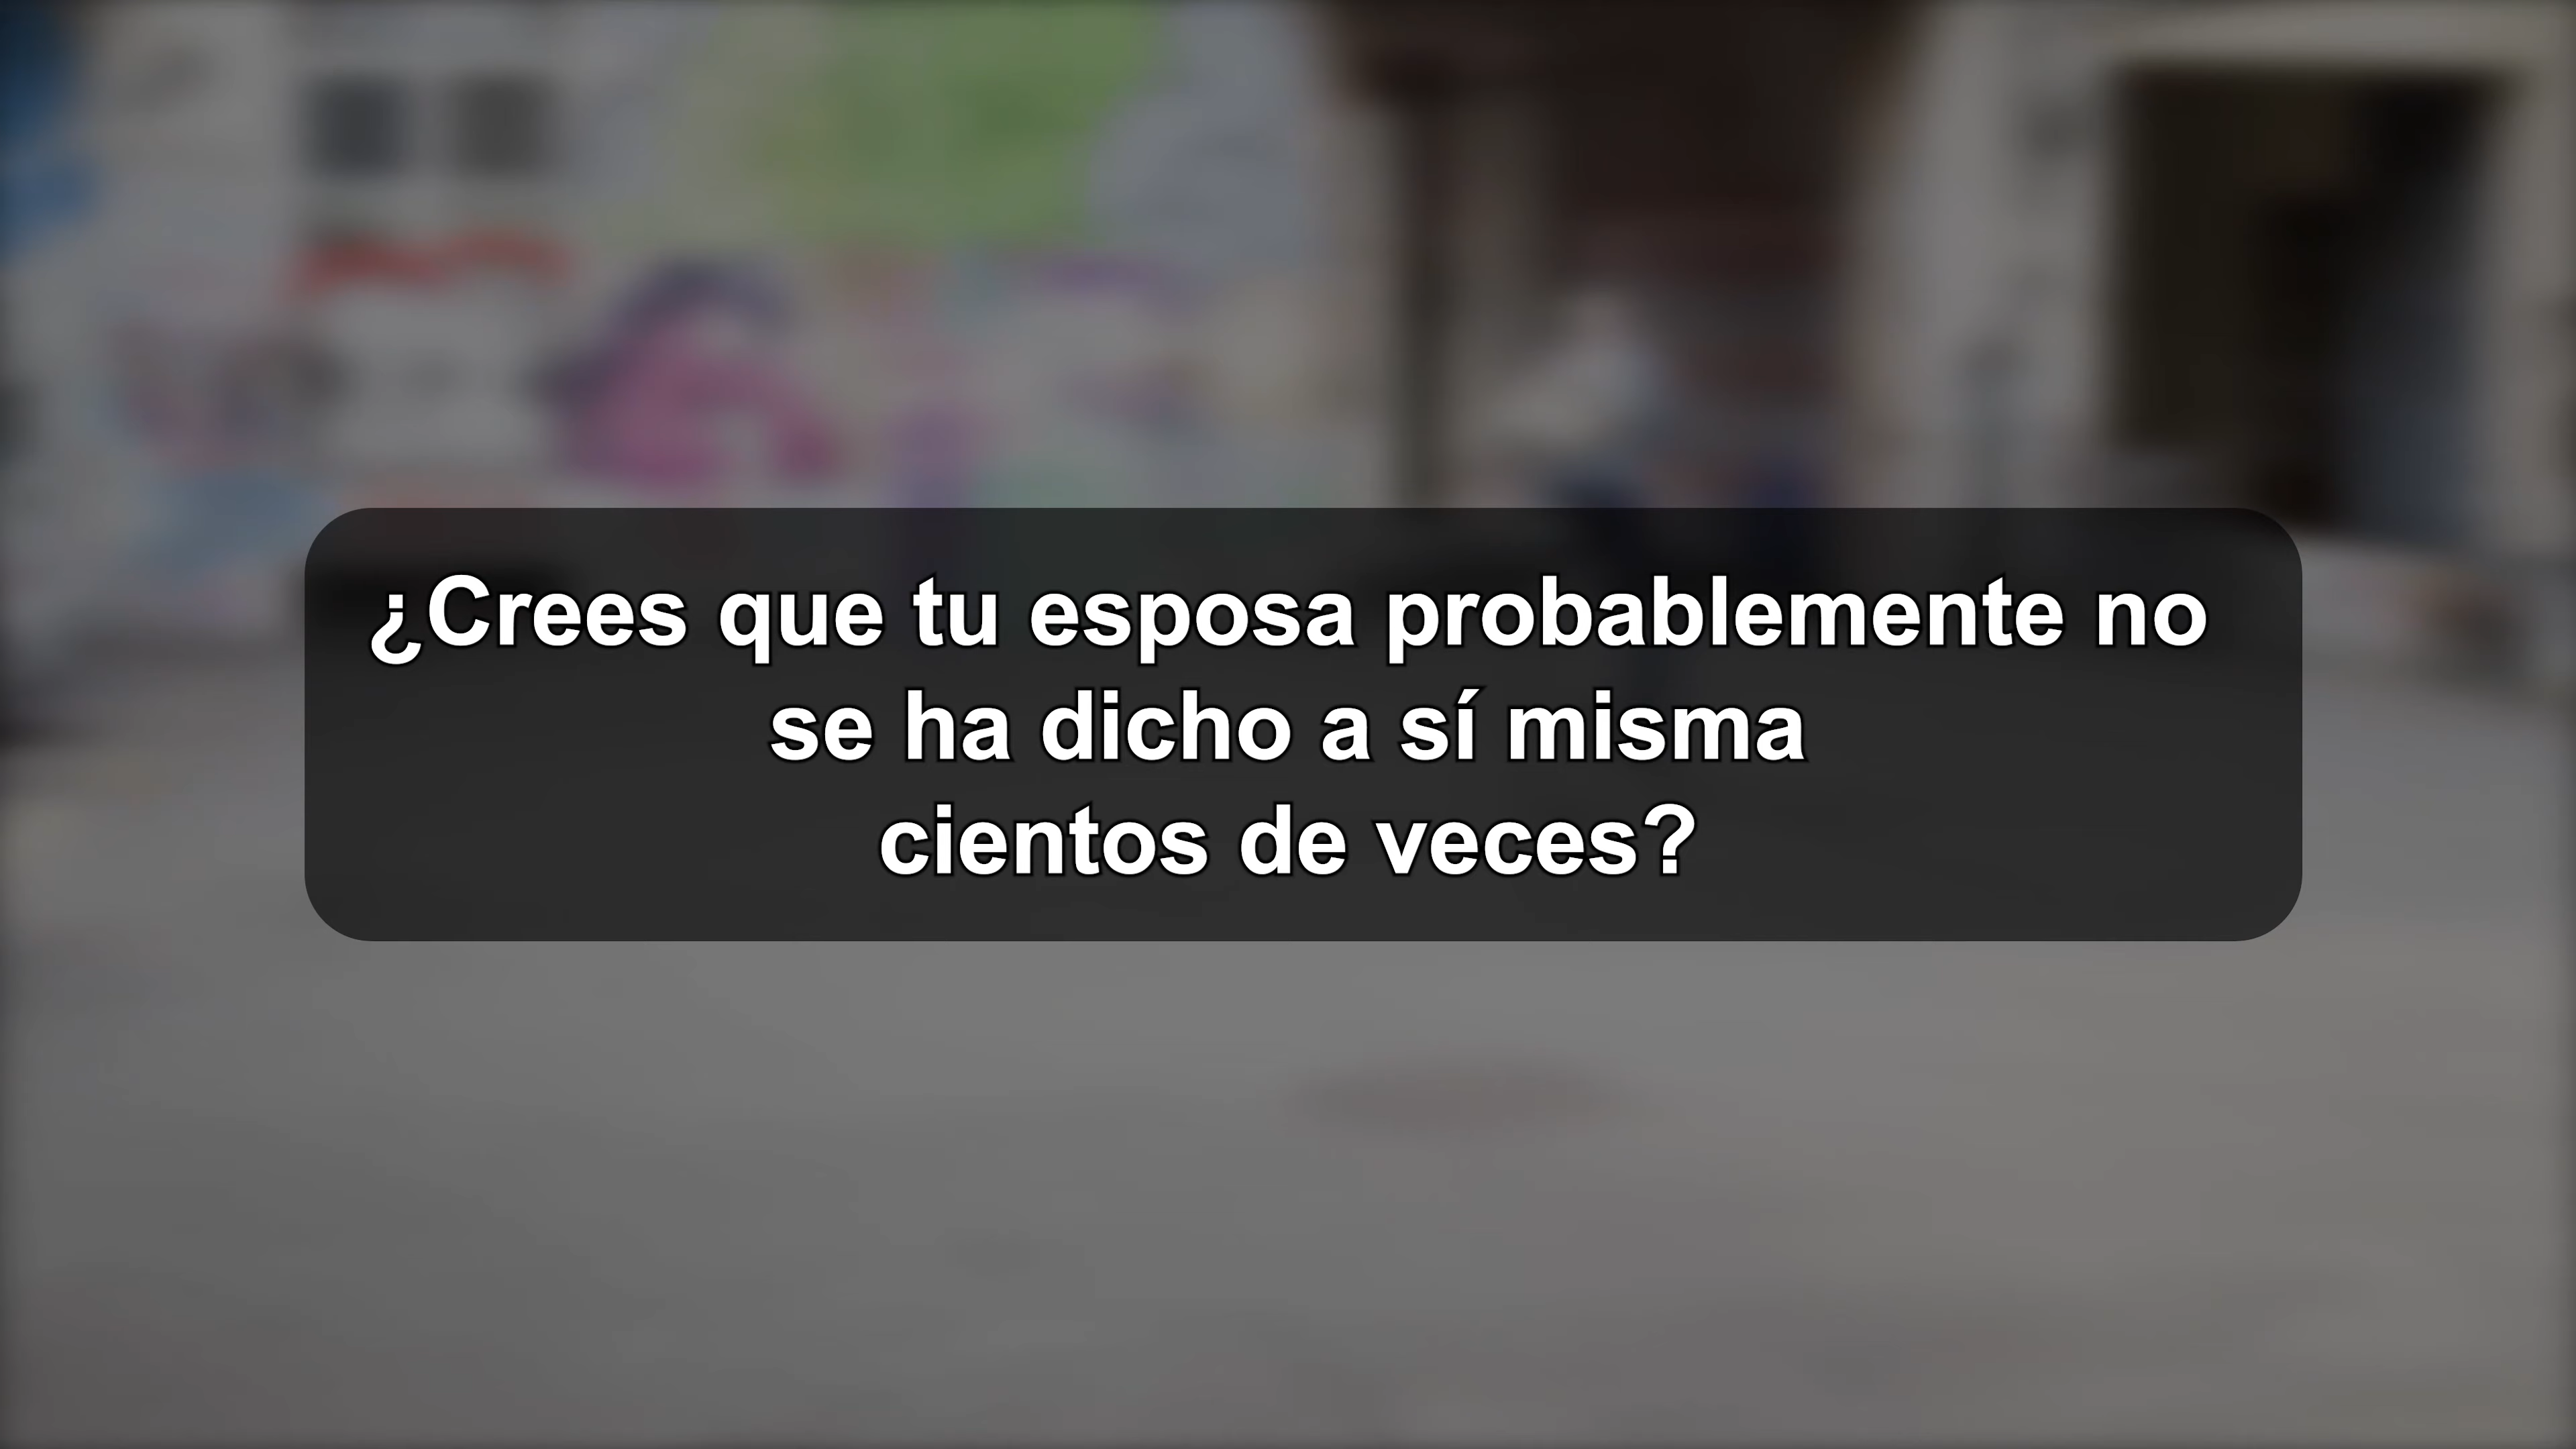 ¿Crees que tu esposa probablemente no
se ha dicho a sí misma
cientos de veces?